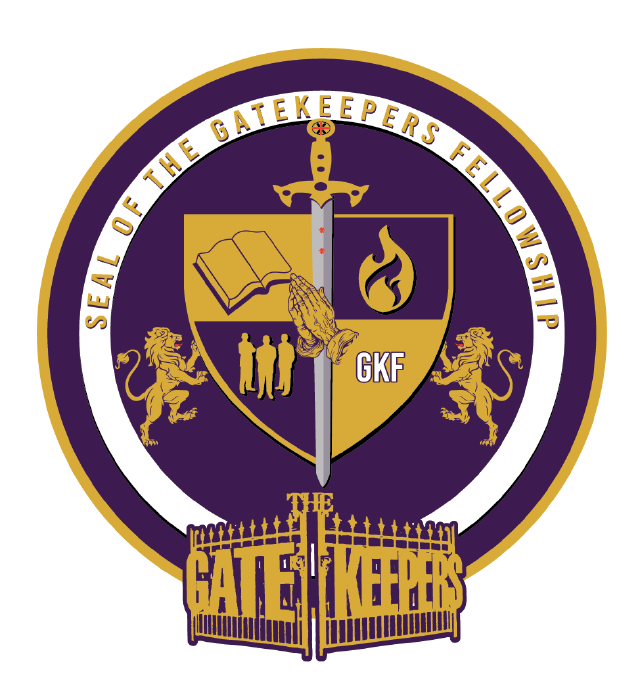 SEAL OF THE GATEKEEPERS FELLOWSHIP
GKF
THE
GATE KEEPERS